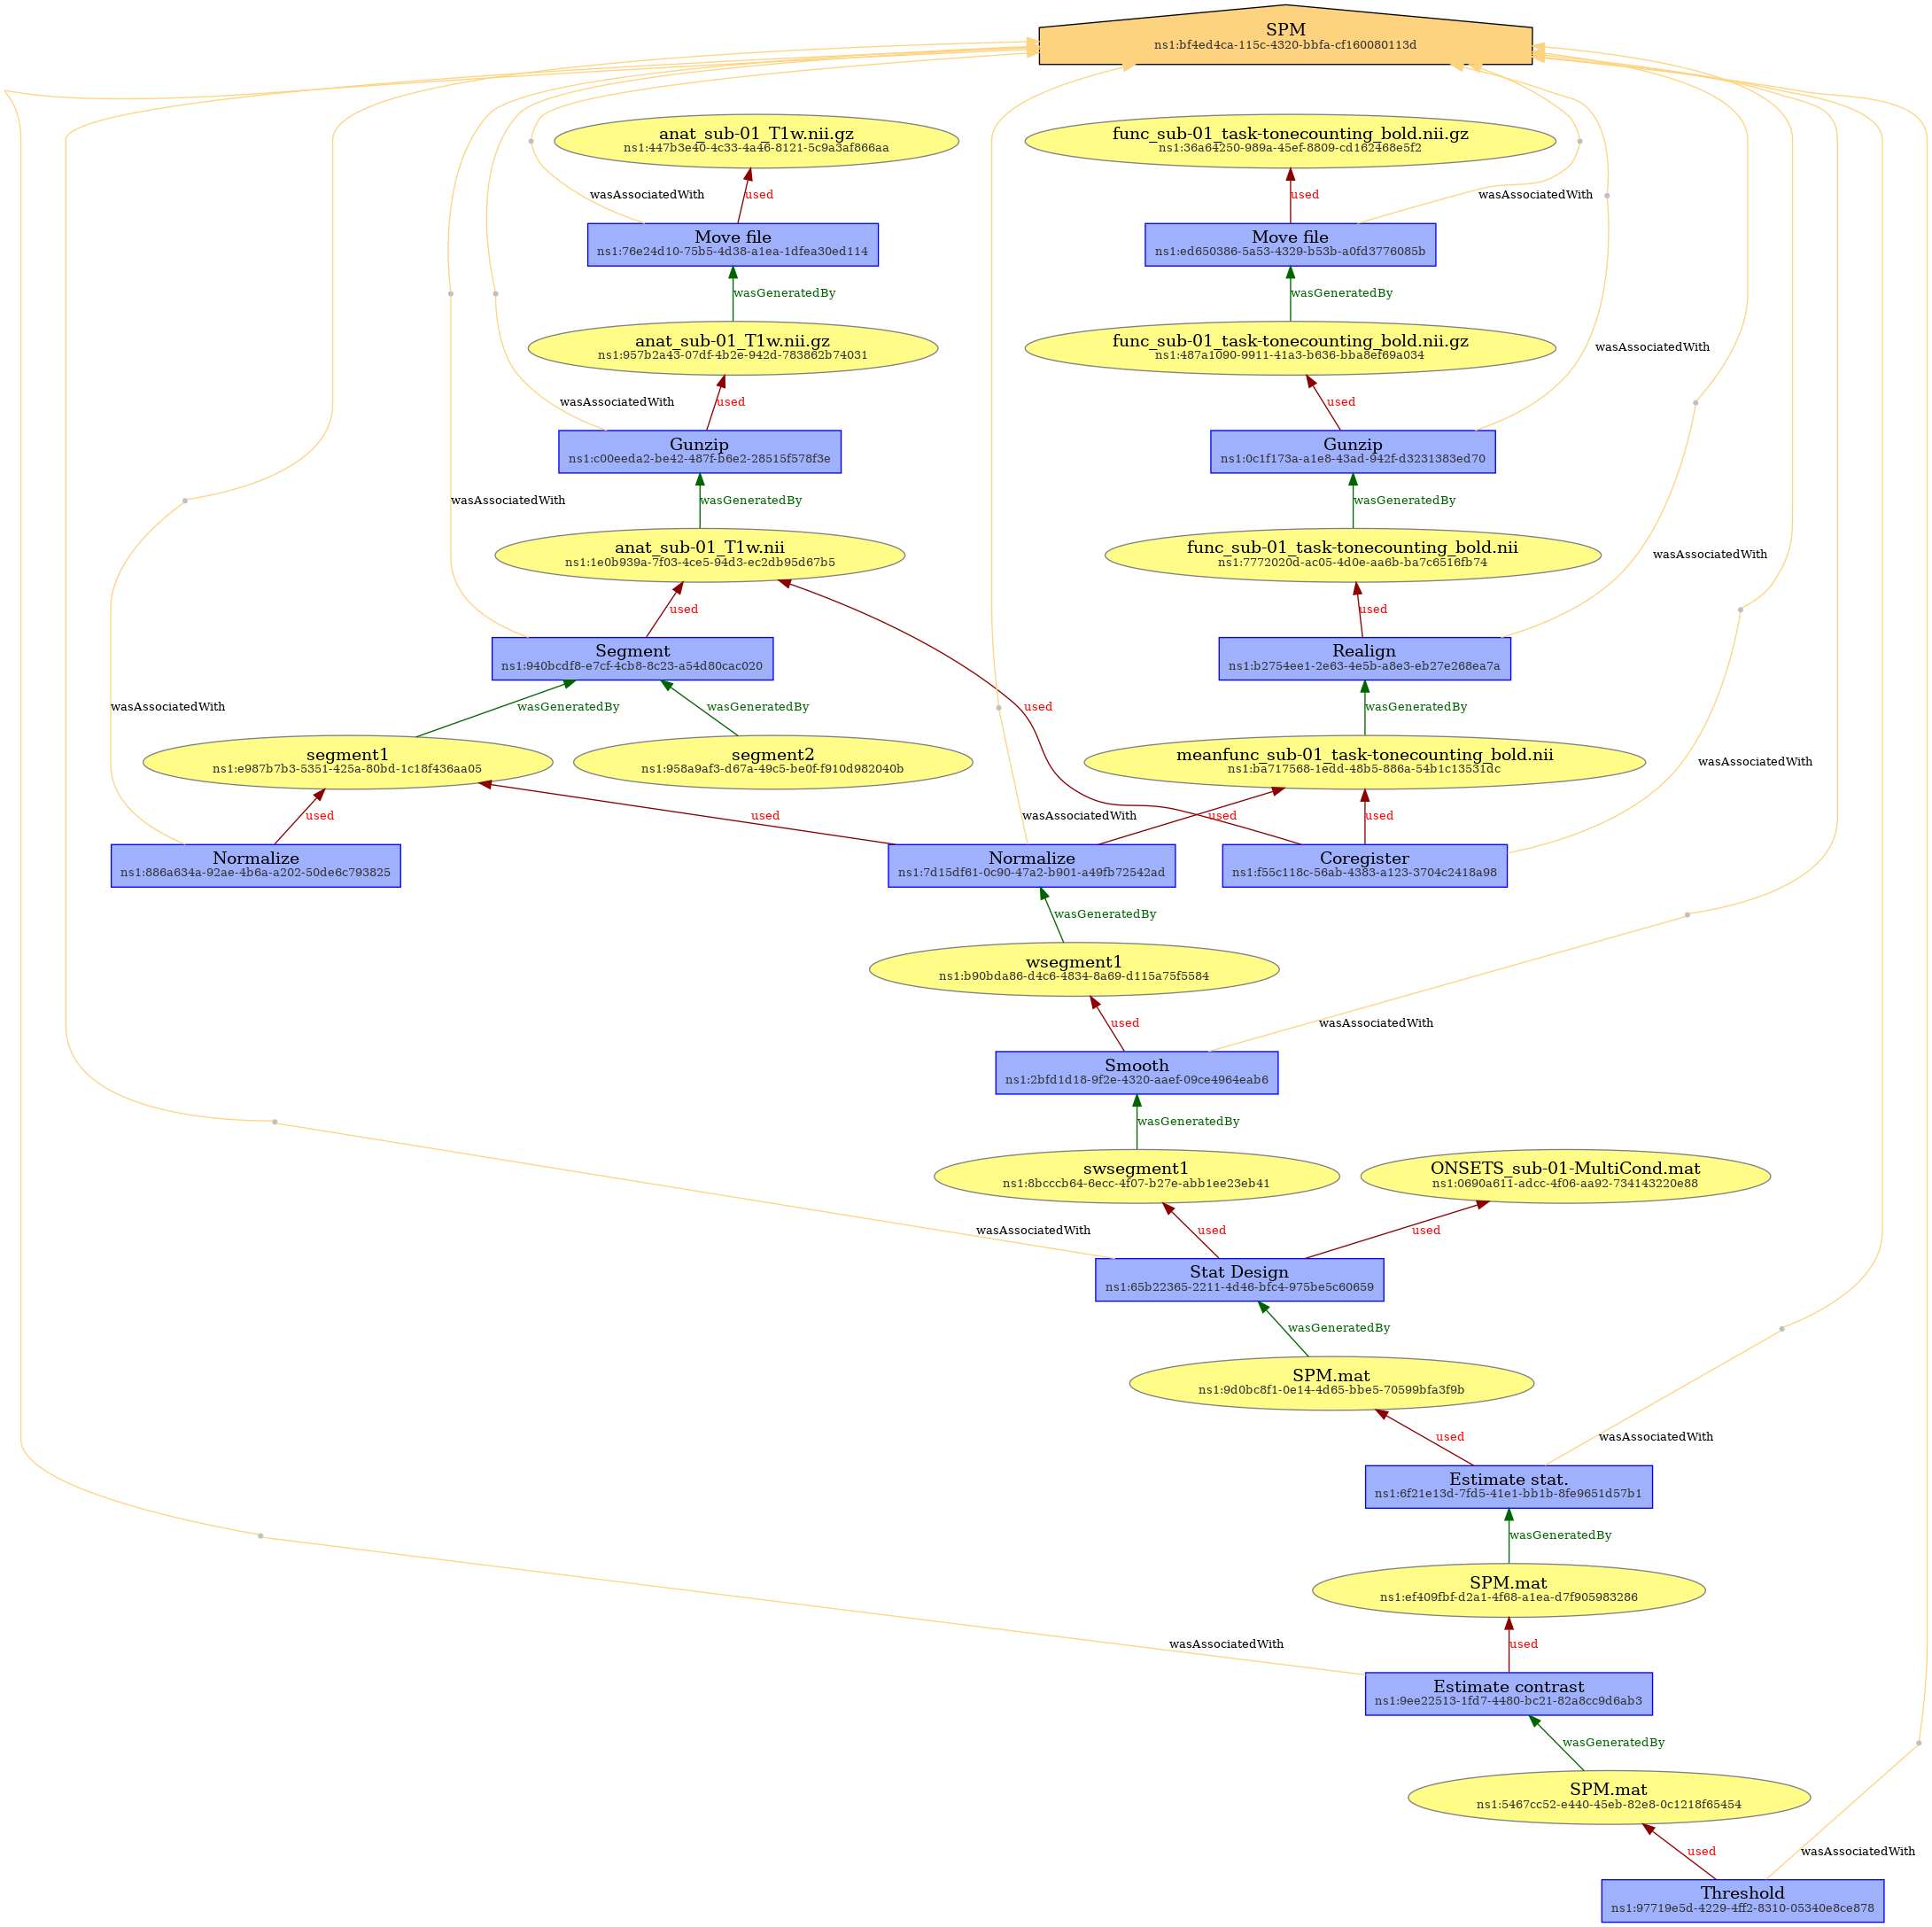 SPM
ns1:bf4ed4ca-115c-4320-bbfa-cf160080113d
anat_sub-01_T1w.nii.gz
ns1:447b3e40-4c33-4a46-8121-5c9a3af866aa
func_sub-01_task-tonecounting_bold.nii.gz
ns1:36a64250-989a-45ef-8809-cd162468e5f2
wasAssociatedWith
used
used
wasAssociatedWith
Move file
ns1:76e24d10-75b5-4d38-a1ea-1dfea30ed114
Move file
ns1:ed650386-5a53-4329-b53b-a0fd3776085b
wasGeneratedBy
wasGeneratedBy
anat_sub-01_T1w.nii.gz
ns1:957b2a43-07df-4b2e-942d-783862b74031
func_sub-01_task-tonecounting_bold.nii.gz
ns1:487a1090-9911-41a3-b636-bba8ef69a034
wasAssociatedWith
wasAssociatedWith
used
used
Gunzip
ns1:c00eeda2-be42-487f-b6e2-28515f578f3e
Gunzip
ns1:0c1f173a-a1e8-43ad-942f-d3231383ed70
wasAssociatedWith
wasGeneratedBy
wasGeneratedBy
anat_sub-01_T1w.nii
ns1:1e0b939a-7f03-4ce5-94d3-ec2db95d67b5
func_sub-01_task-tonecounting_bold.nii
ns1:7772020d-ac05-4d0e-aa6b-ba7c6516fb74
wasAssociatedWith
used
used
Segment
ns1:940bcdf8-e7cf-4cb8-8c23-a54d80cac020
Realign
ns1:b2754ee1-2e63-4e5b-a8e3-eb27e268ea7a
wasAssociatedWith
wasGeneratedBy
wasGeneratedBy
used
wasGeneratedBy
segment1
ns1:e987b7b3-5351-425a-80bd-1c18f436aa05
segment2
ns1:958a9af3-d67a-49c5-be0f-f910d982040b
meanfunc_sub-01_task-tonecounting_bold.nii
ns1:ba717568-1edd-48b5-886a-54b1c13531dc
wasAssociatedWith
used
used
wasAssociatedWith
used
used
Normalize
ns1:886a634a-92ae-4b6a-a202-50de6c793825
Normalize
ns1:7d15df61-0c90-47a2-b901-a49fb72542ad
Coregister
ns1:f55c118c-56ab-4383-a123-3704c2418a98
wasGeneratedBy
wsegment1
ns1:b90bda86-d4c6-4834-8a69-d115a75f5584
used
wasAssociatedWith
Smooth
ns1:2bfd1d18-9f2e-4320-aaef-09ce4964eab6
wasGeneratedBy
swsegment1
ns1:8bcccb64-6ecc-4f07-b27e-abb1ee23eb41
ONSETS_sub-01-MultiCond.mat
ns1:0690a611-adcc-4f06-aa92-734143220e88
wasAssociatedWith
used
used
Stat Design
ns1:65b22365-2211-4d46-bfc4-975be5c60659
wasGeneratedBy
SPM.mat
ns1:9d0bc8f1-0e14-4d65-bbe5-70599bfa3f9b
used
wasAssociatedWith
Estimate stat.
ns1:6f21e13d-7fd5-41e1-bb1b-8fe9651d57b1
wasGeneratedBy
SPM.mat
ns1:ef409fbf-d2a1-4f68-a1ea-d7f905983286
wasAssociatedWith
used
Estimate contrast
ns1:9ee22513-1fd7-4480-bc21-82a8cc9d6ab3
wasGeneratedBy
SPM.mat
ns1:5467cc52-e440-45eb-82e8-0c1218f65454
used
wasAssociatedWith
Threshold
ns1:97719e5d-4229-4ff2-8310-05340e8ce878